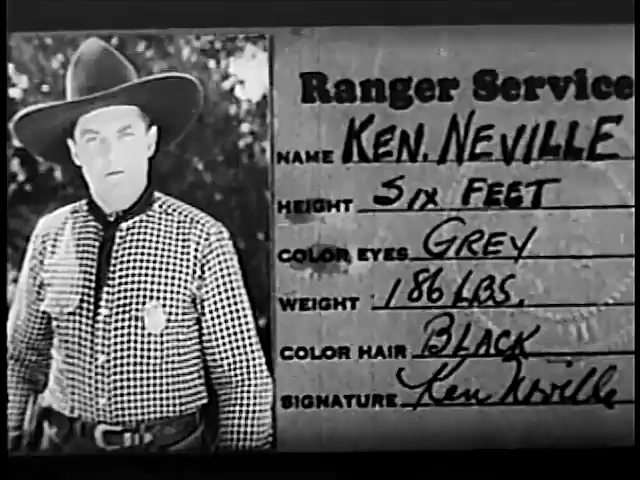 Ranger Service
NAME KEN. NEVILLE
HEIGHT SIX FEET
COLOR EYES GREY
WEIGHT 186 LBS.
COLOR HAIR BLACK
SIGNATURE Ken Neville